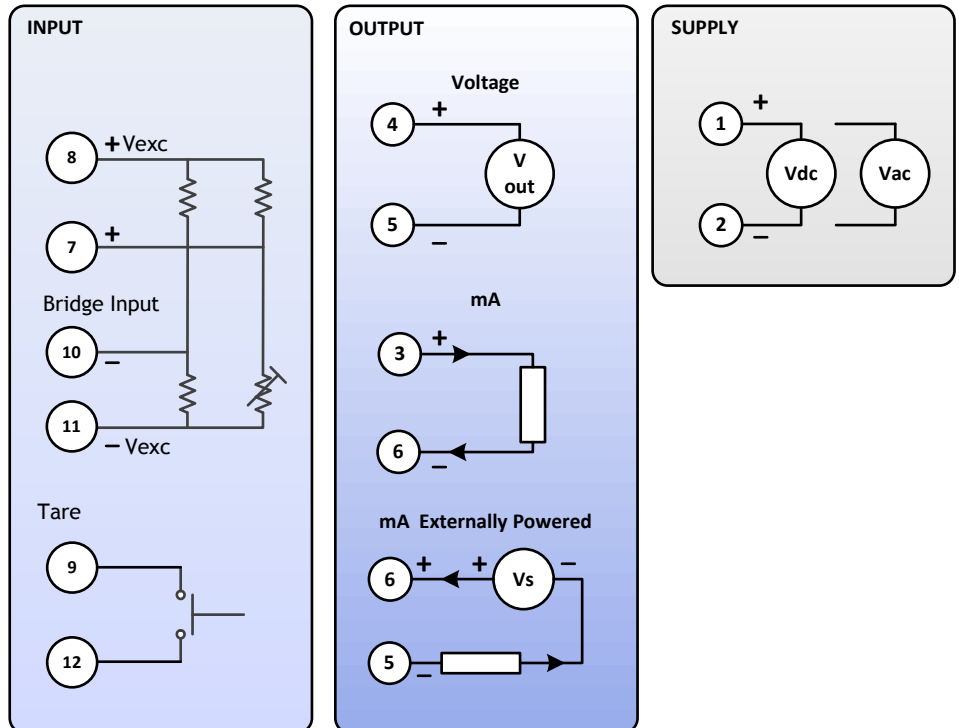 INPUT
8
+ Vexc
7
+
Bridge Input
10
–
11
– Vexc
Tare
9
12
OUTPUT
Voltage
4
+
V
out
5
–
mA
3
+
6
–
mA Externally Powered
6
+
+
Vs
–
5
–
SUPPLY
1
+
Vdc
Vac
2
–